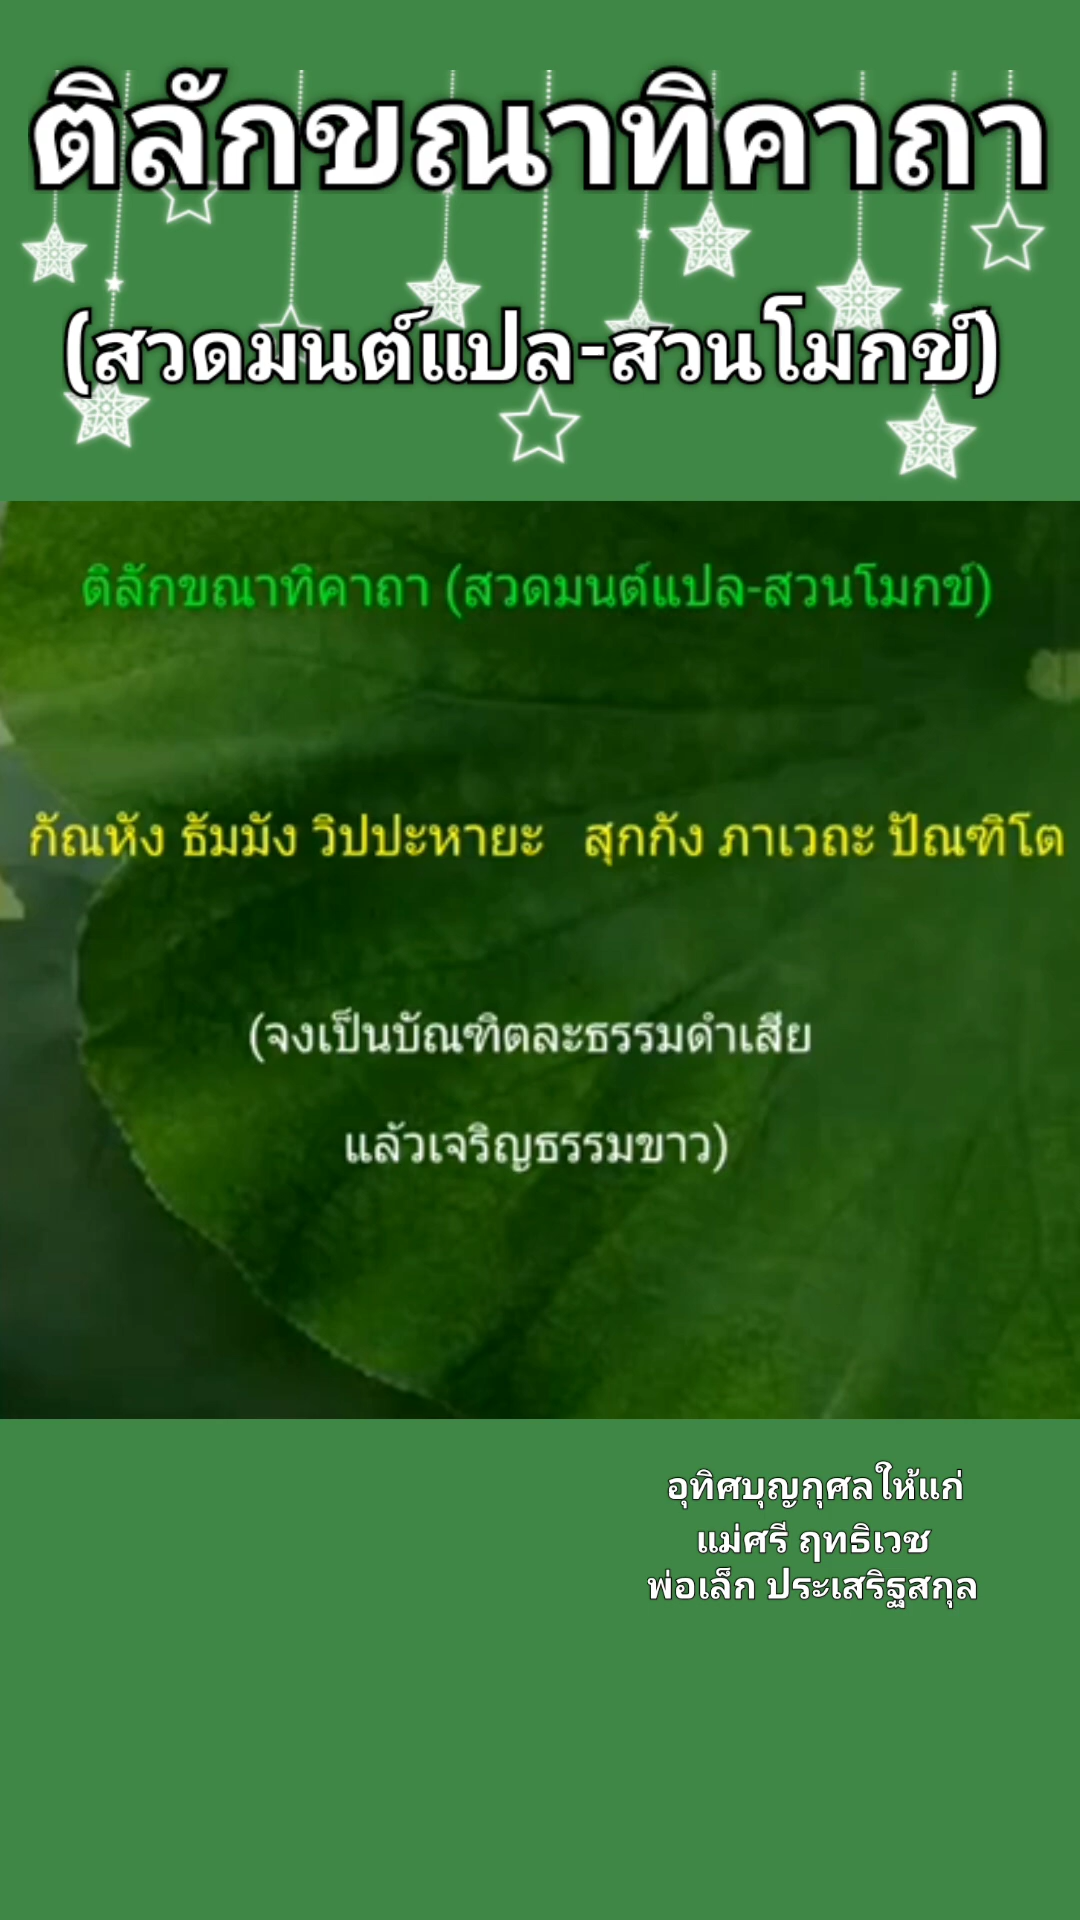 ติลักขณาทิคาถา
(สวดมนต์แปล-สวนโมกข์)
ติลักขณาทิคาถา (สวดมนต์แปล-สวนโมกข์)
กัณหัง ธัมมัง วิปปะหายะ สุกกัง ภาเวถะ ปัณฑิโต
(จงเป็นบัณฑิตละธรรมดำเสีย
แล้วเจริญธรรมขาว)
อุทิศบุญกุศลให้แก่
แม่ศรี ฤทธิเวช
พ่อเล็ก ประเสริฐสกุล